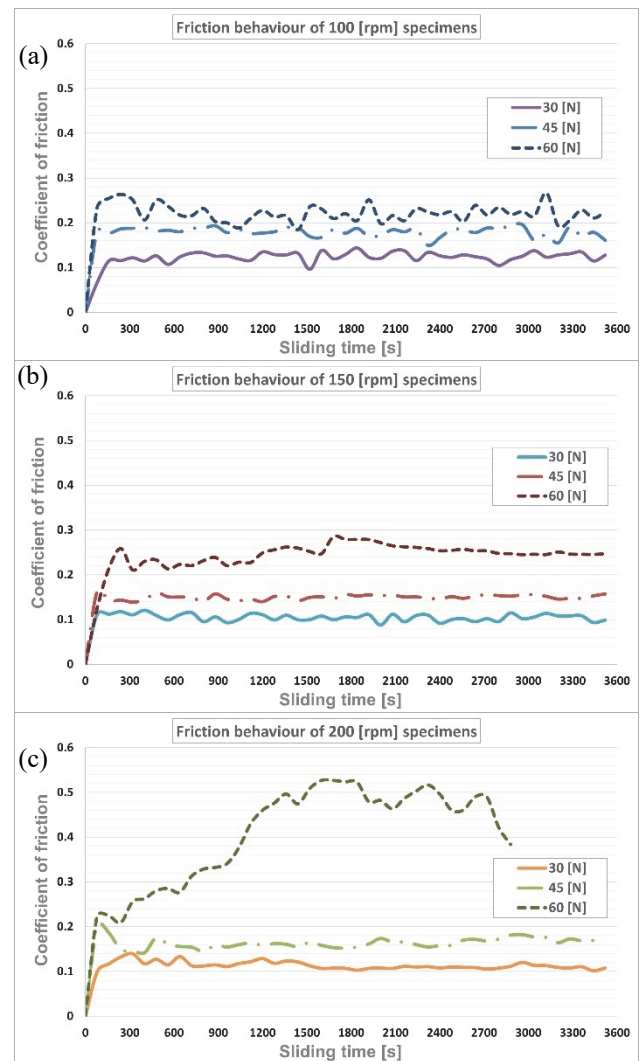 Friction behaviour of 100 [rpm] specimens
(a)
0.6
0.5
0.4
0.3
0.2
0.1
0
Coefficient of friction
30 [N]
45 [N]
60 [N]
0 300 600 900 1200 1500 1800 2100 2400 2700 3000 3300 3600
Sliding time [s]
(b)
Friction behaviour of 150 [rpm] specimens
0.6
0.5
0.4
0.3
0.2
0.1
0
Coefficient of friction
30 [N]
45 [N]
60 [N]
0 300 600 900 1200 1500 1800 2100 2400 2700 3000 3300 3600
Sliding time [s]
Friction behaviour of 200 [rpm] specimens
(c)
0.6
0.5
0.4
0.3
0.2
0.1
0
Coefficient of friction
30 [N]
45 [N]
60 [N]
0 300 600 900 1200 1500 1800 2100 2400 2700 3000 3300 3600
Sliding time [s]